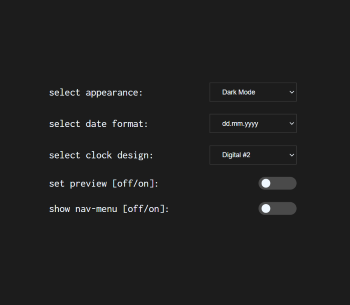 select appearance: Dark Mode
select date format: dd.mm.yyyy
select clock design: Digital #2
set preview [off/on]:
show nav-menu [off/on]: